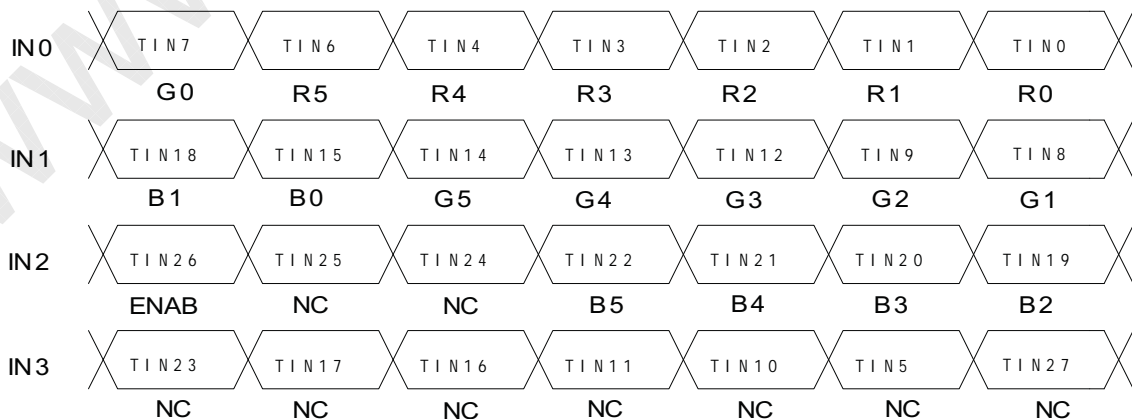 IN0 TIN7 TIN6 TIN4 TIN3 TIN2 TIN1 TIN0
G0 R5 R4 R3 R2 R1 R0
IN1 TIN18 TIN15 TIN14 TIN13 TIN12 TIN9 TIN8
B1 B0 G5 G4 G3 G2 G1
IN2 TIN26 TIN25 TIN24 TIN22 TIN21 TIN20 TIN19
ENAB NC NC B5 B4 B3 B2
IN3 TIN23 TIN17 TIN16 TIN11 TIN10 TIN5 TIN27
NC NC NC NC NC NC NC